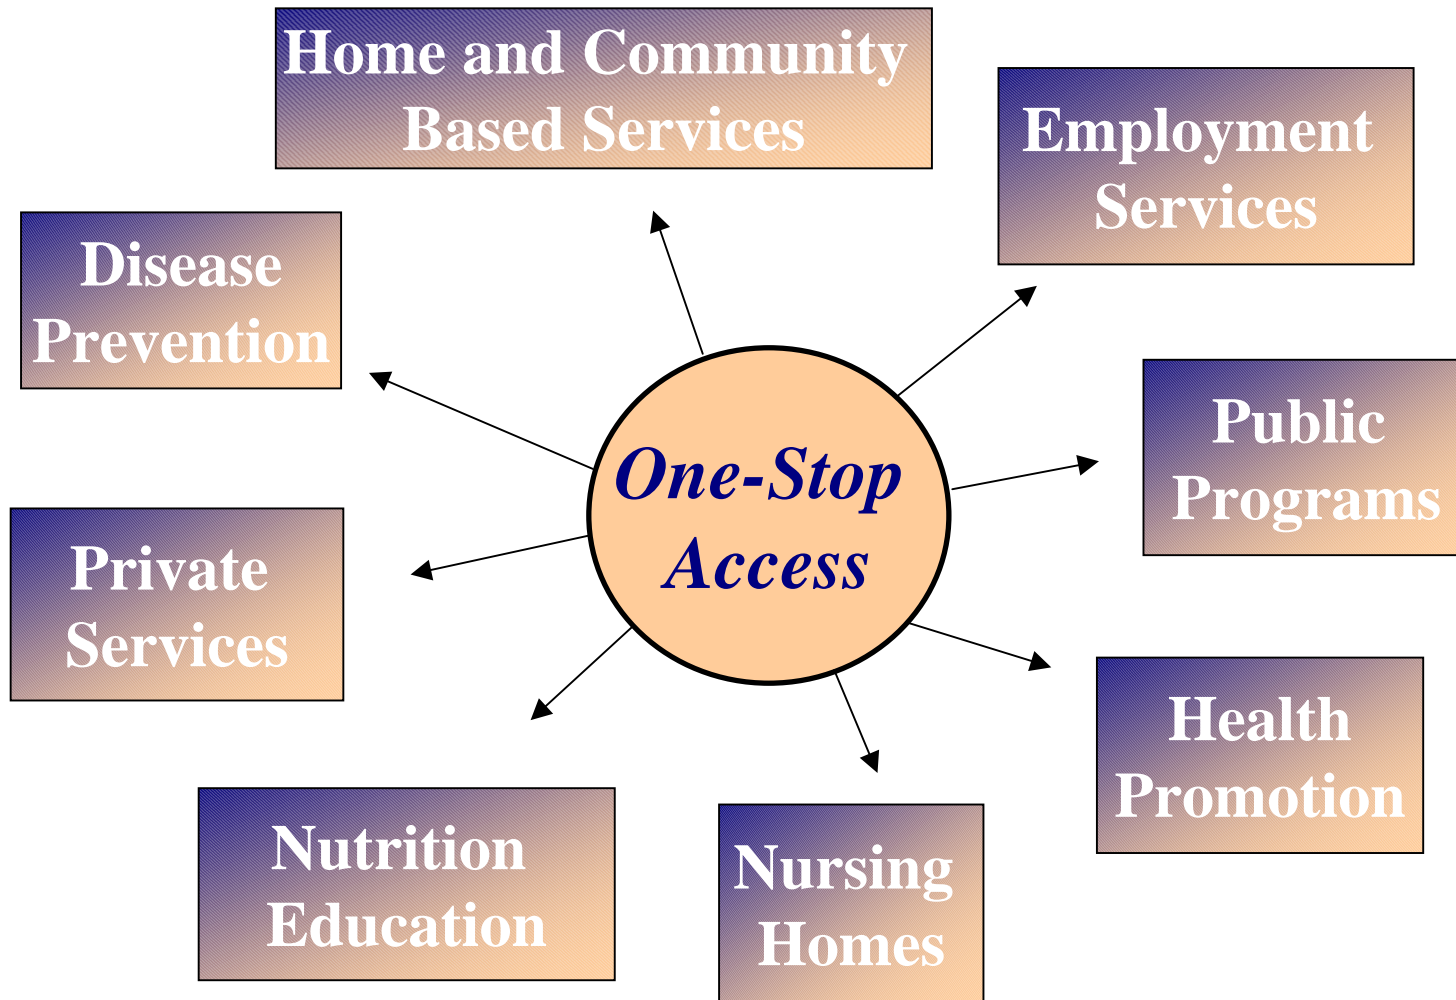 Home and Community
Based Services
Employment
Services
Disease
Prevention
Public
Programs
One-Stop
Access
Private
Services
Health
Promotion
Nutrition
Education
Nursing
Homes